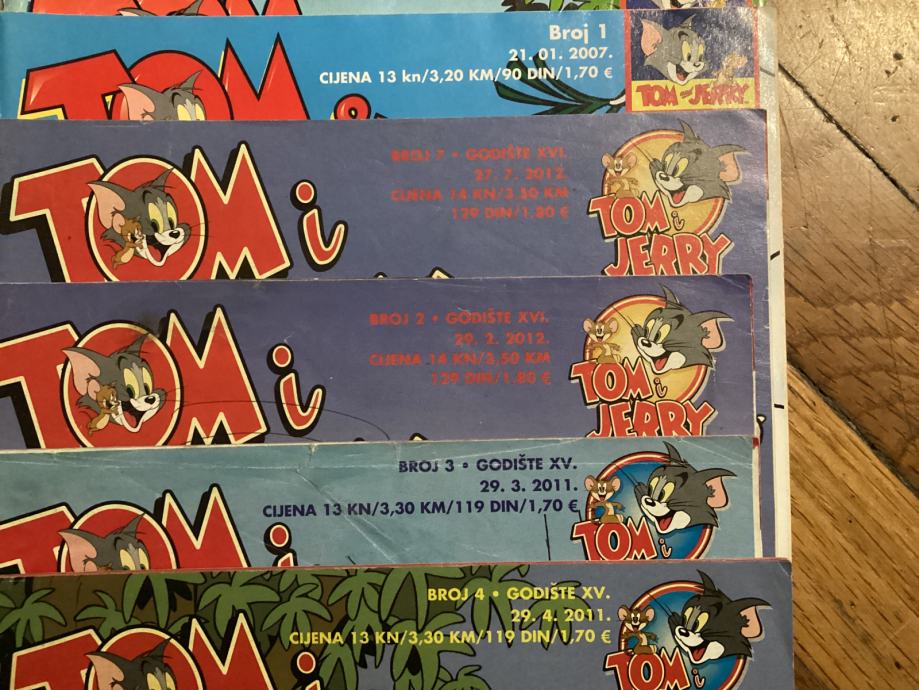 Broj 1
21. 01. 2007.
CIJENA 13 kn/3,20 KM/90 DIN/1,70 €
TOM AND JERRY
TOM &
BROJ 7 • GODIŠTE XVI.
27. 7. 2012.
CIJENA 14 KN/3.50 KM
129 DIN/1,80 €
TOM i
TOM i
JERRY
BROJ 2 • GODIŠTE XVI.
29. 2. 2012.
CIJENA 14 KN/3,50 KM
129 DIN/1.80 €
TOM i
TOM i
JERRY
BROJ 3 • GODIŠTE XV.
29. 3. 2011.
CIJENA 13 KN/3,30 KM/119 DIN/1,70 €
TOM i
TOM i
BROJ 4 • GODIŠTE XV.
29. 4. 2011.
CIJENA 13 KN/3,30 KM/119 DIN/1,70 €
TOM i
TOM i